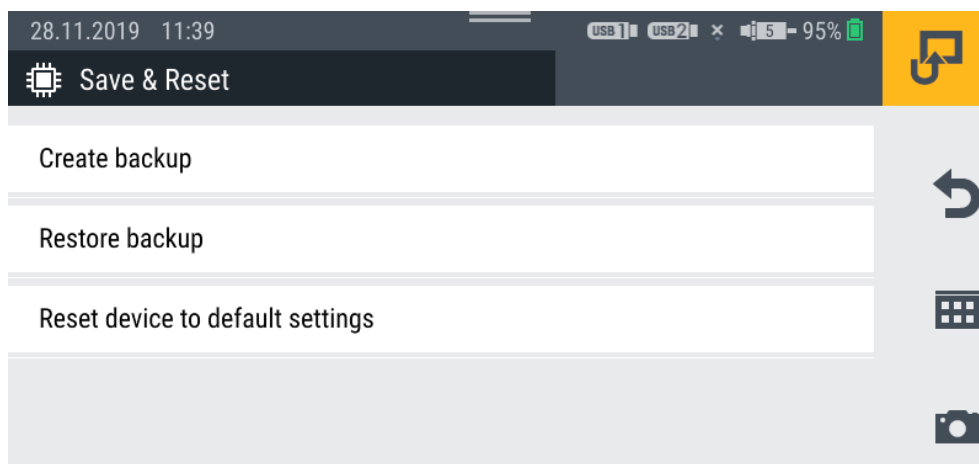 28.11.2019 11:39 USB 1 USB 2 5 95%
Save & Reset
Create backup
Restore backup
Reset device to default settings